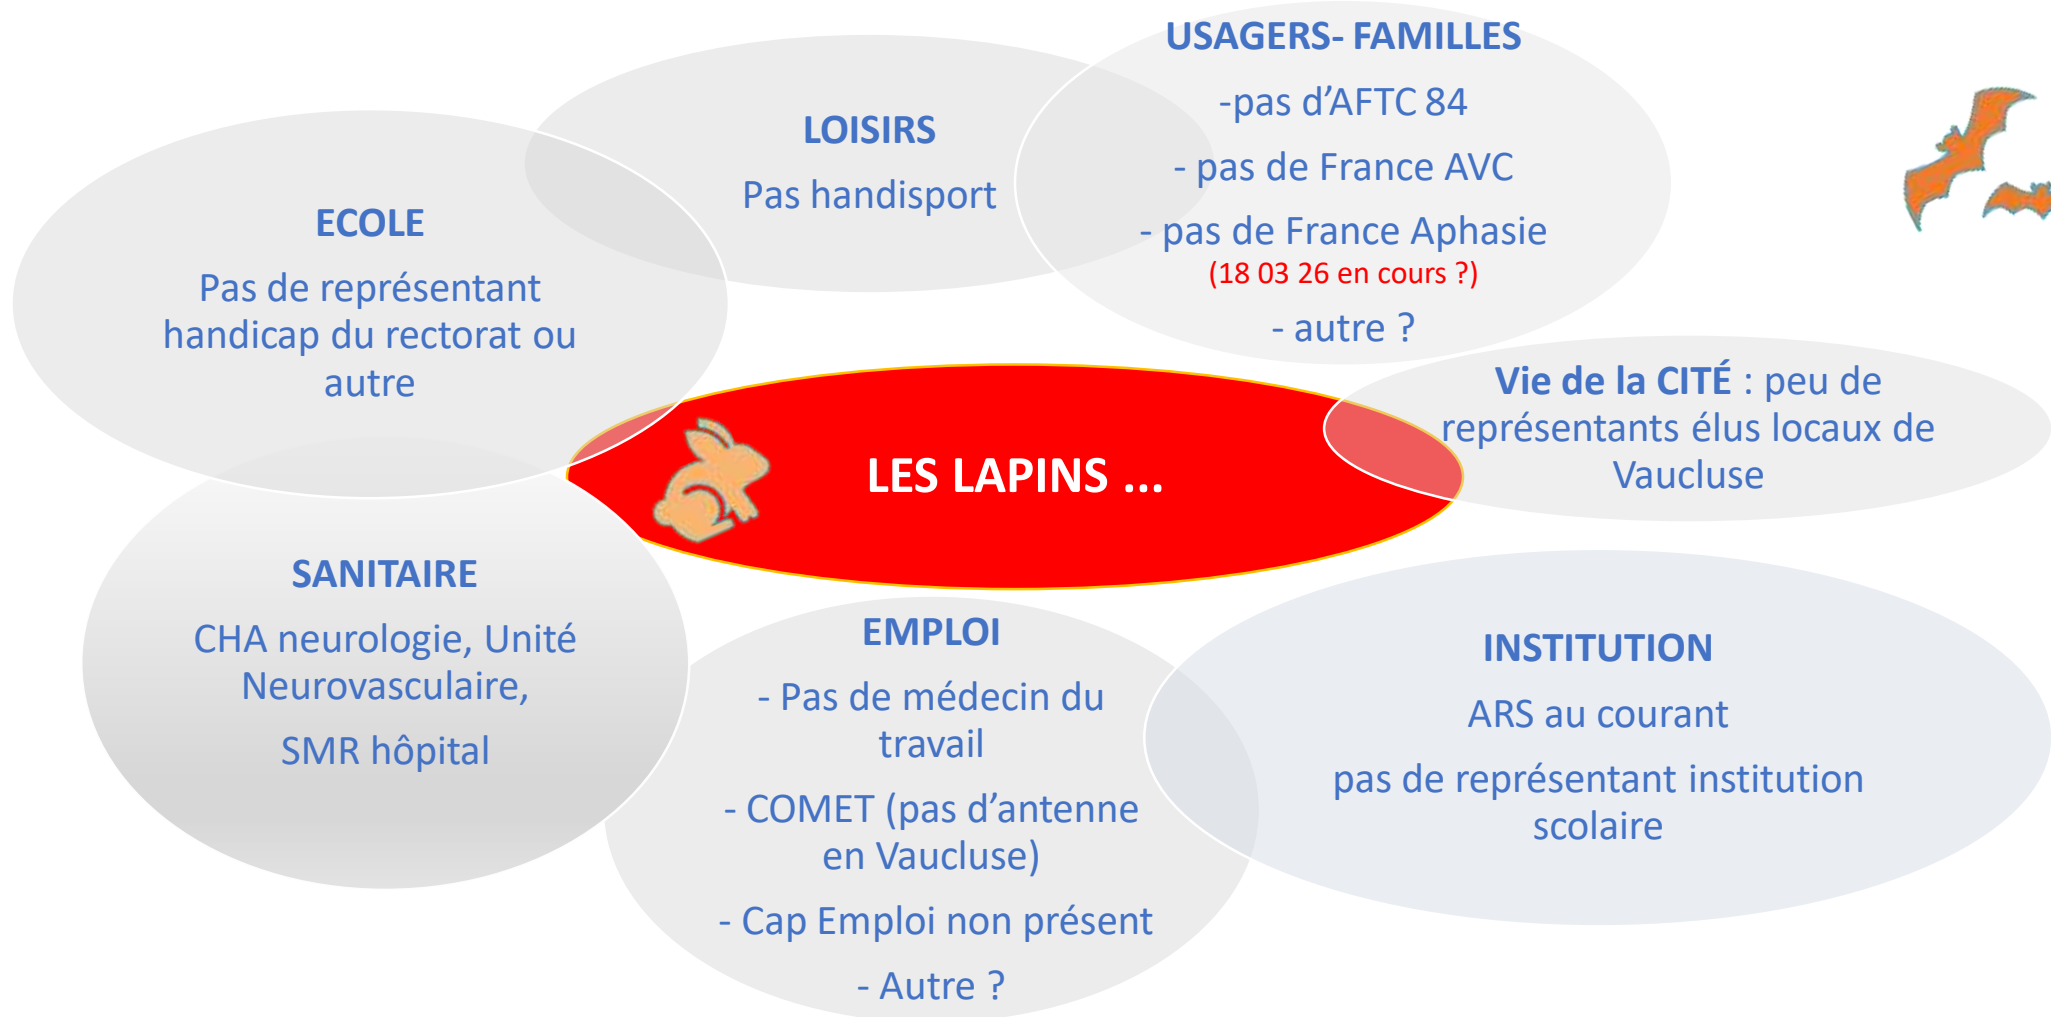 USAGERS- FAMILLES
-pas d’AFTC 84
- pas de France AVC
- pas de France Aphasie
(18 03 26 en cours ?)
- autre ?
LOISIRS
Pas handisport
ECOLE
Pas de représentant
handicap du rectorat ou
autre
Vie de la CITÉ : peu de
représentants élus locaux de
Vaucluse
LES LAPINS ...
SANITAIRE
CHA neurologie, Unité
Neurovasculaire,
SMR hôpital
EMPLOI
- Pas de médecin du
travail
- COMET (pas d’antenne
en Vaucluse)
- Cap Emploi non présent
- Autre ?
INSTITUTION
ARS au courant
pas de représentant institution
scolaire